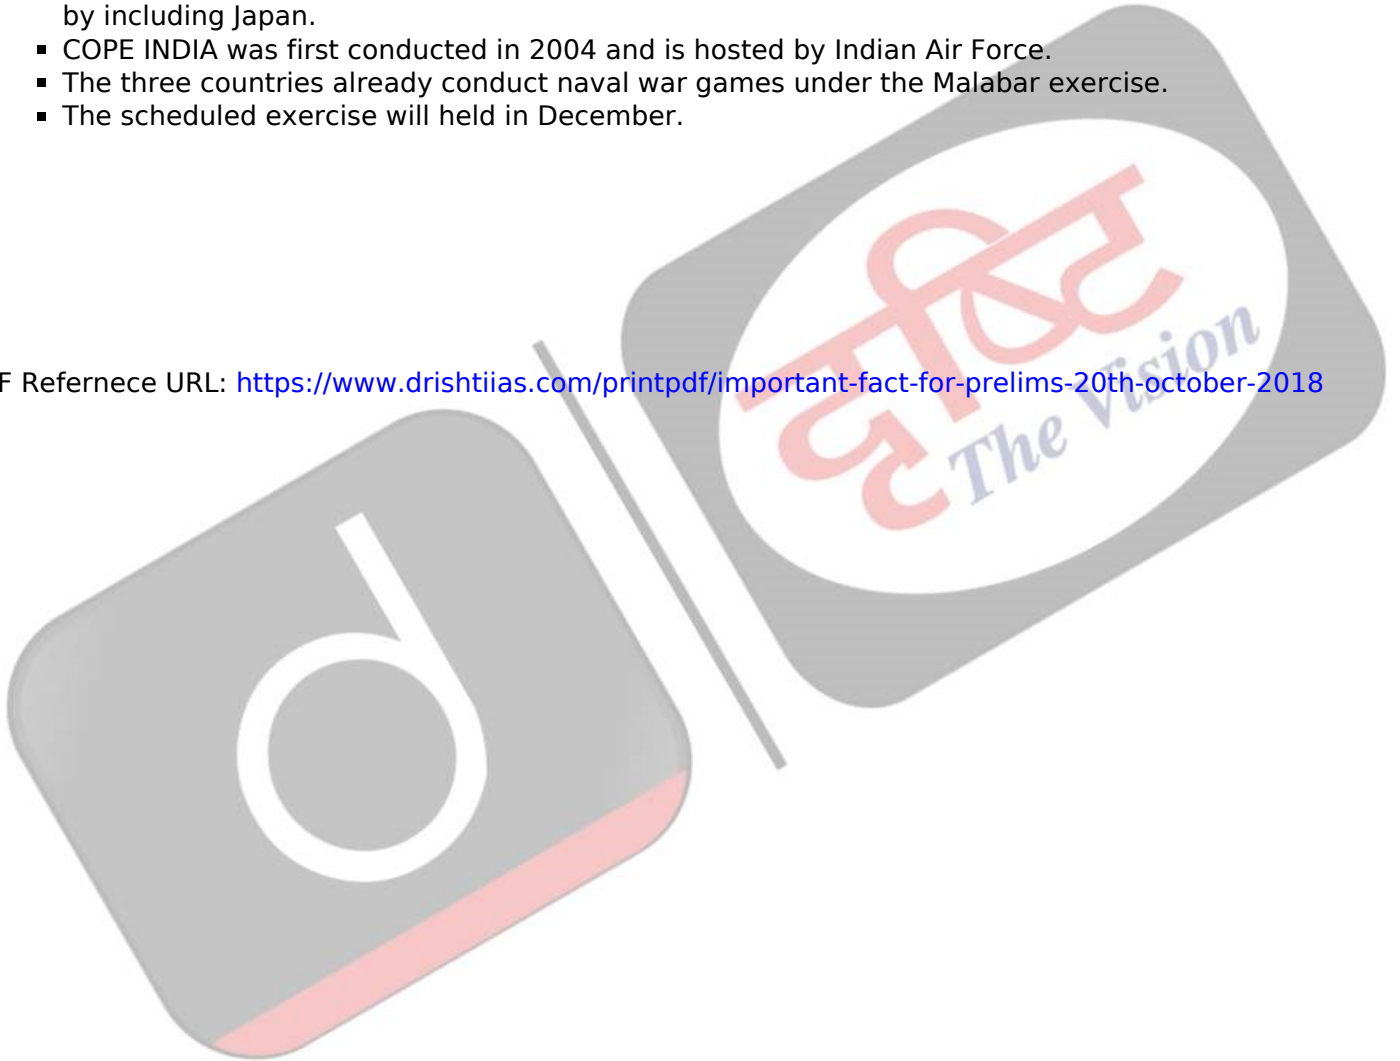 by including Japan.
▪ COPE INDIA was first conducted in 2004 and is hosted by Indian Air Force.
▪ The three countries already conduct naval war games under the Malabar exercise.
▪ The scheduled exercise will held in December.
F Refernece URL: https://www.drishtiias.com/printpdf/important-fact-for-prelims-20th-october-2018
दृष्टि
The Vision
d